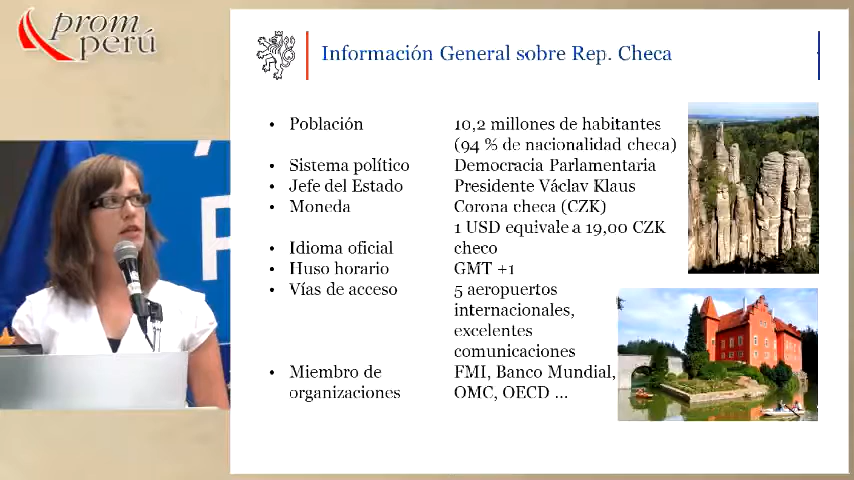 prom
perú
Información General sobre Rep. Checa
• Población 10,2 millones de habitantes
(94 % de nacionalidad checa)
• Sistema político Democracia Parlamentaria
• Jefe del Estado Presidente Václav Klaus
• Moneda Corona checa (CZK)
1 USD equivale a 19,00 CZK
• Idioma oficial checo
• Huso horario GMT +1
• Vías de acceso 5 aeropuertos
internacionales,
excelentes
comunicaciones
• Miembro de FMI, Banco Mundial,
organizaciones OMC, OECD ...